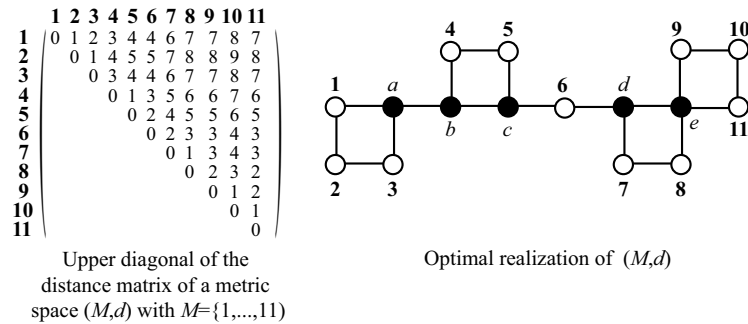 1 2 3 4 5 6 7 8 9 10 11
1 0 1 2 3 4 4 6 7 7 8 7
2 0 1 4 5 5 7 8 8 9 8
3 0 3 4 4 6 7 7 8 7
4 0 1 3 5 6 6 7 6
5 0 2 4 5 5 6 5
6 0 2 3 3 4 3
7 0 1 3 4 3
8 0 2 3 2
9 0 1 2
10 0 1
11 0
Upper diagonal of the
distance matrix of a metric
space (M,d) with M={1,...,11)
4 5 9 10
1 a 6 d
b c e 11
2 3 7 8
Optimal realization of (M,d)